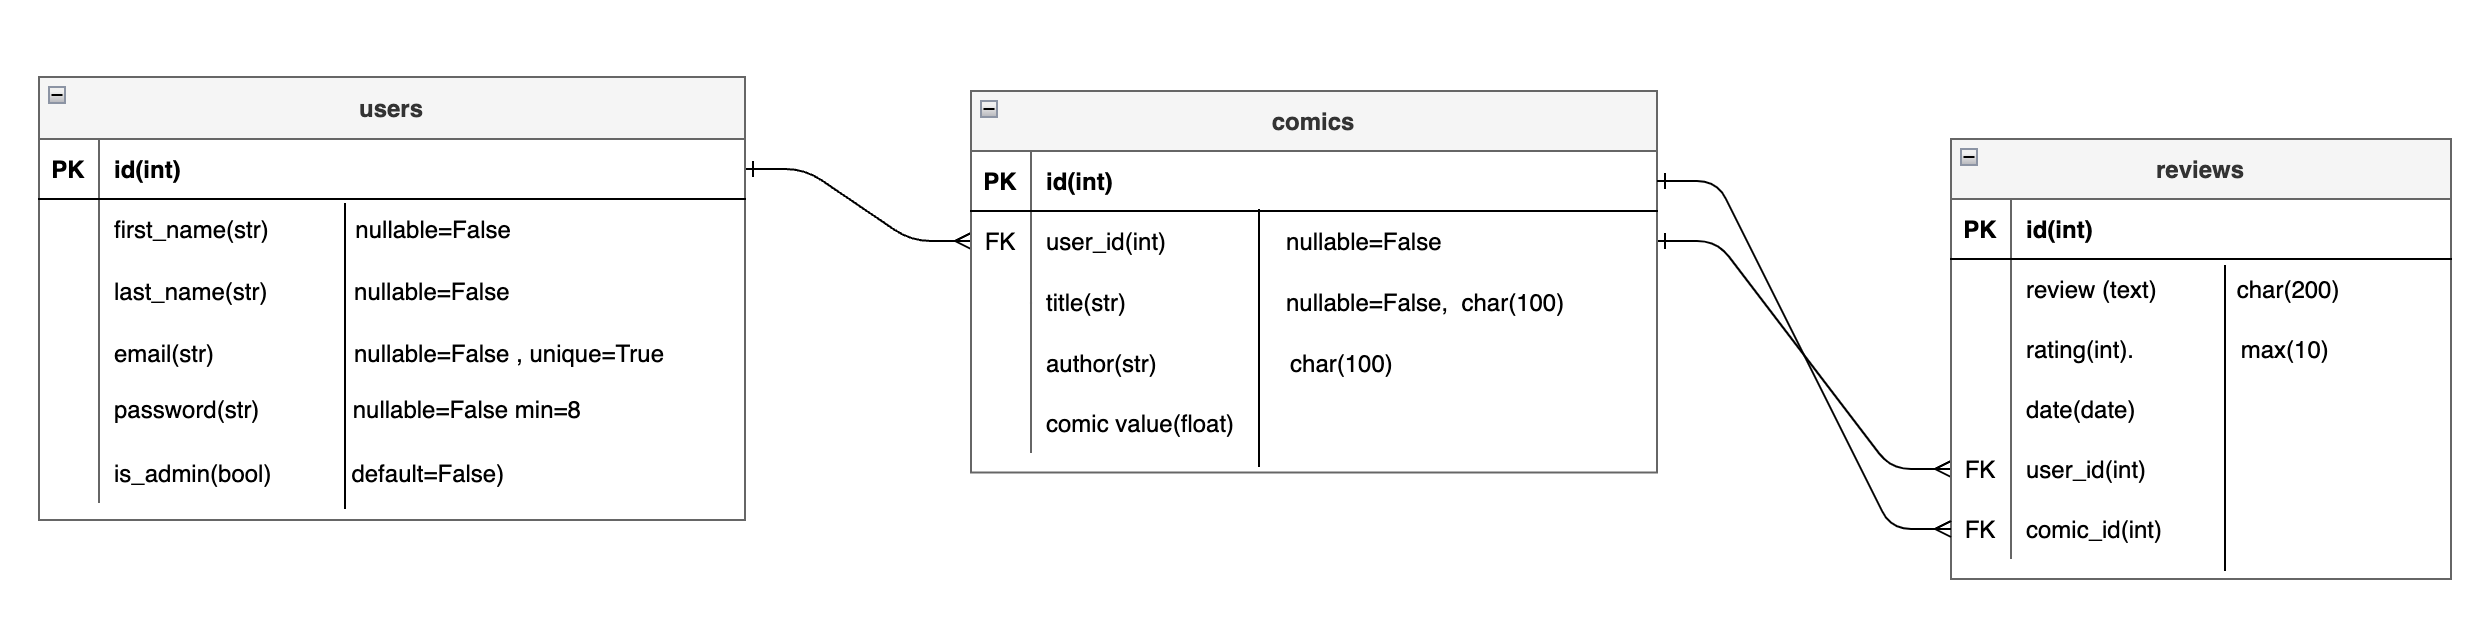 users
PK id(int)
first_name(str) nullable=False
last_name(str) nullable=False
email(str) nullable=False , unique=True
password(str) nullable=False min=8
is_admin(bool) default=False)
comics
PK id(int)
FK user_id(int) nullable=False
title(str) nullable=False, char(100)
author(str) char(100)
comic value(float)
reviews
PK id(int)
review (text) char(200)
rating(int). max(10)
date(date)
FK user_id(int)
FK comic_id(int)